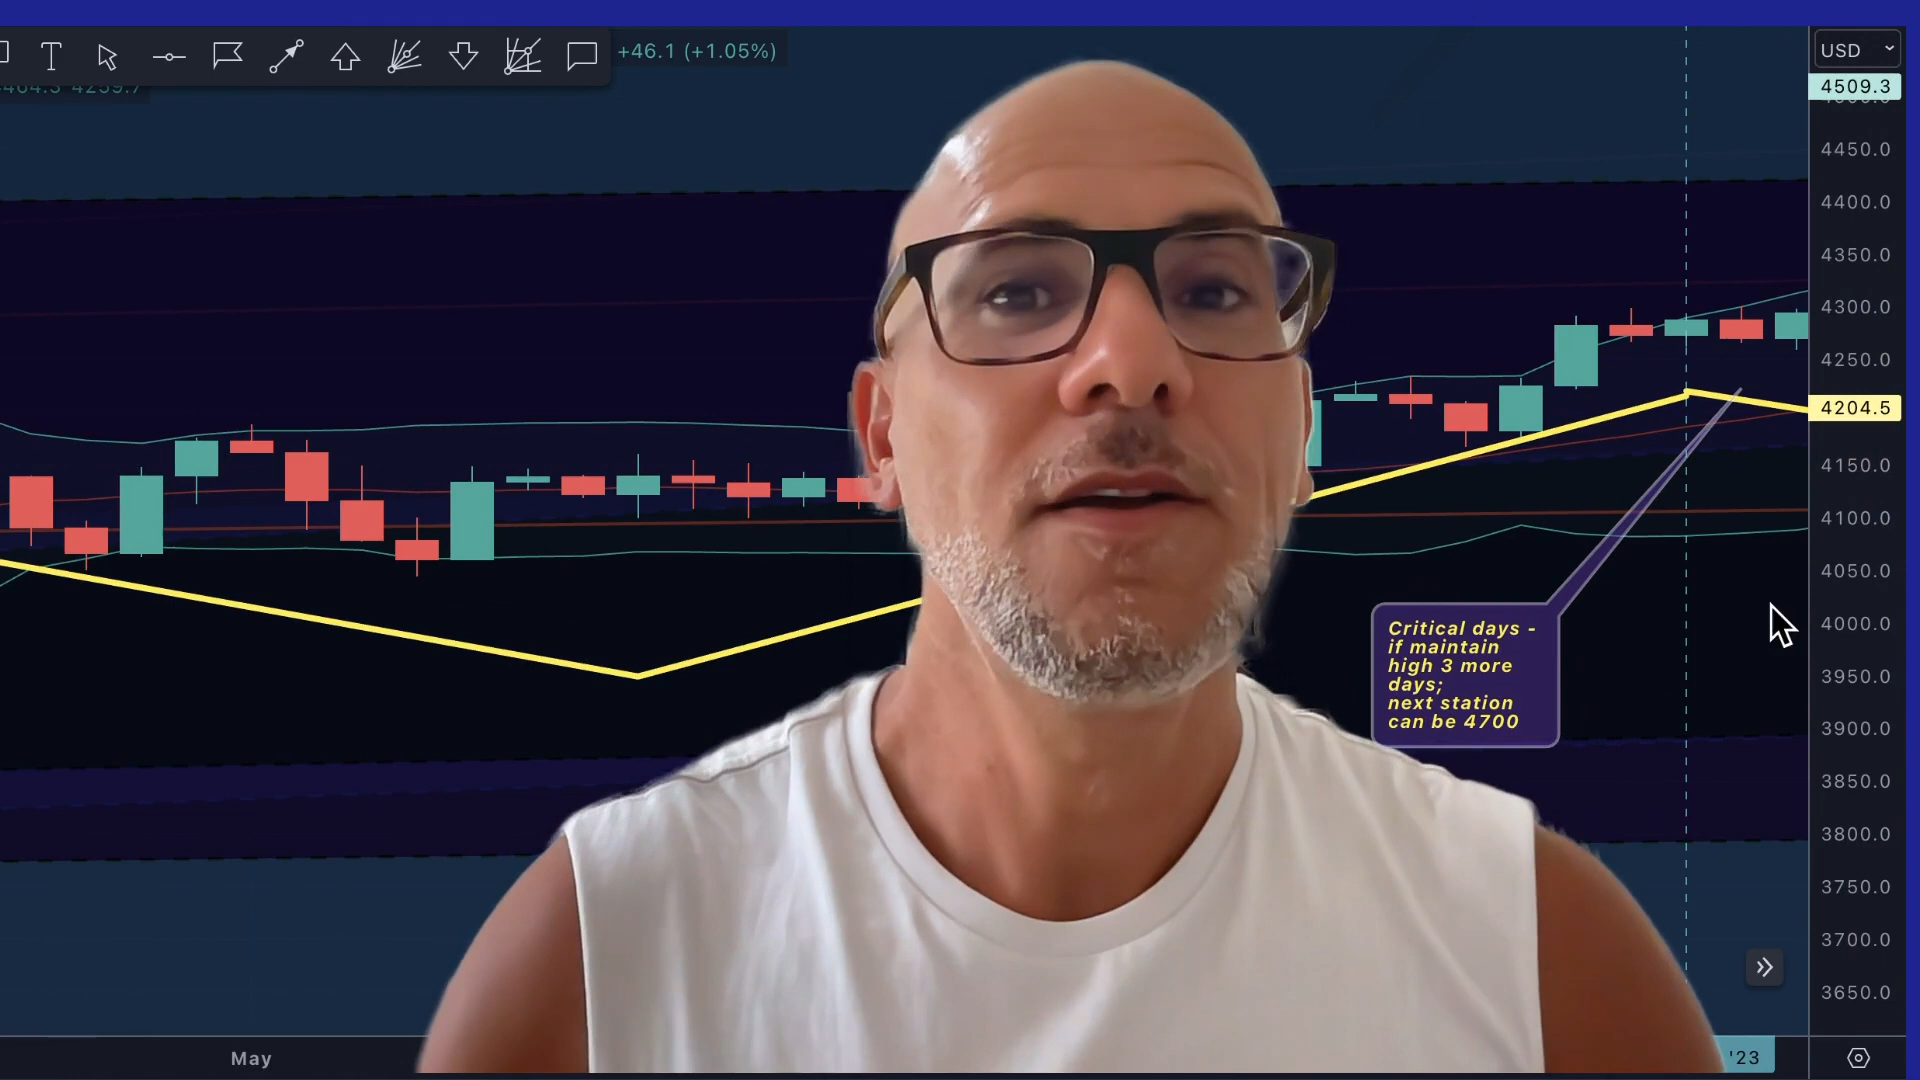 +46.1 (+1.05%)
USD
4509.3
4450.0
4400.0
4350.0
4300.0
4250.0
4204.5
4150.0
4100.0
4050.0
4000.0
3950.0
3900.0
3850.0
3800.0
3750.0
3700.0
3650.0
Critical days -
if maintain
high 3 more
days;
next station
can be 4700
May
'23